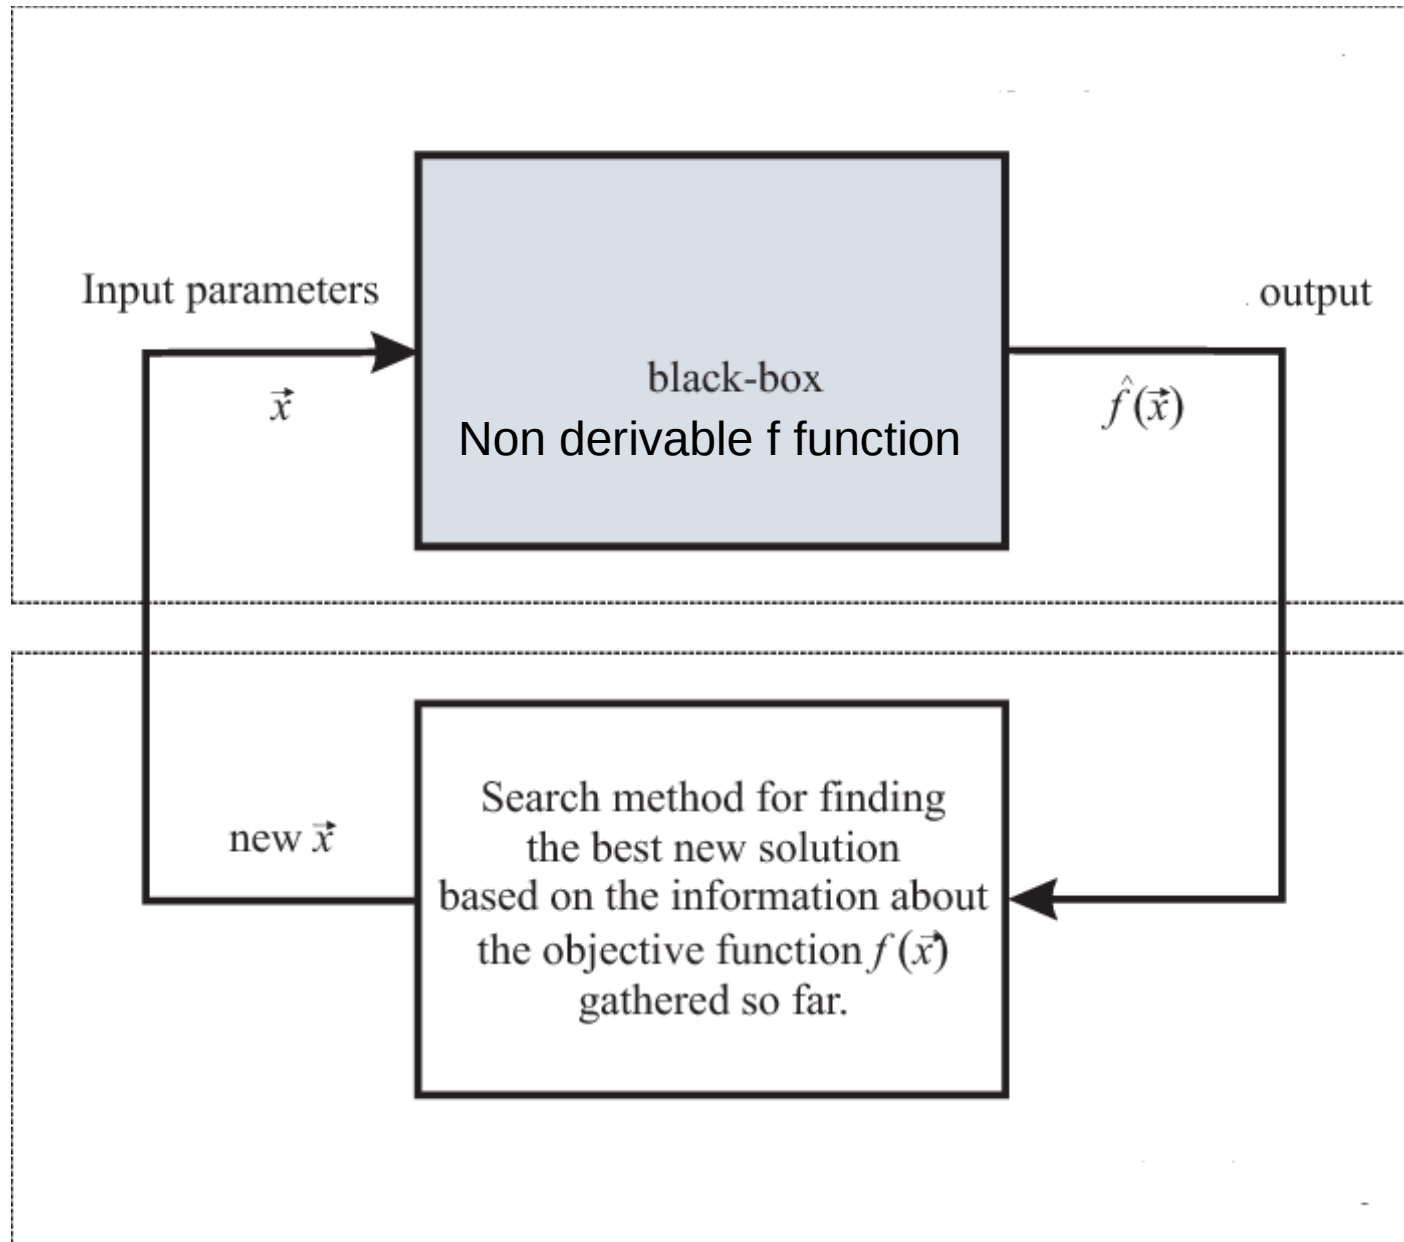 Input parameters
output
x⃗
black-box
f̂(x⃗)
Non derivable f function
Search method for finding
new x⃗
the best new solution
based on the information about
the objective function f(x⃗)
gathered so far.